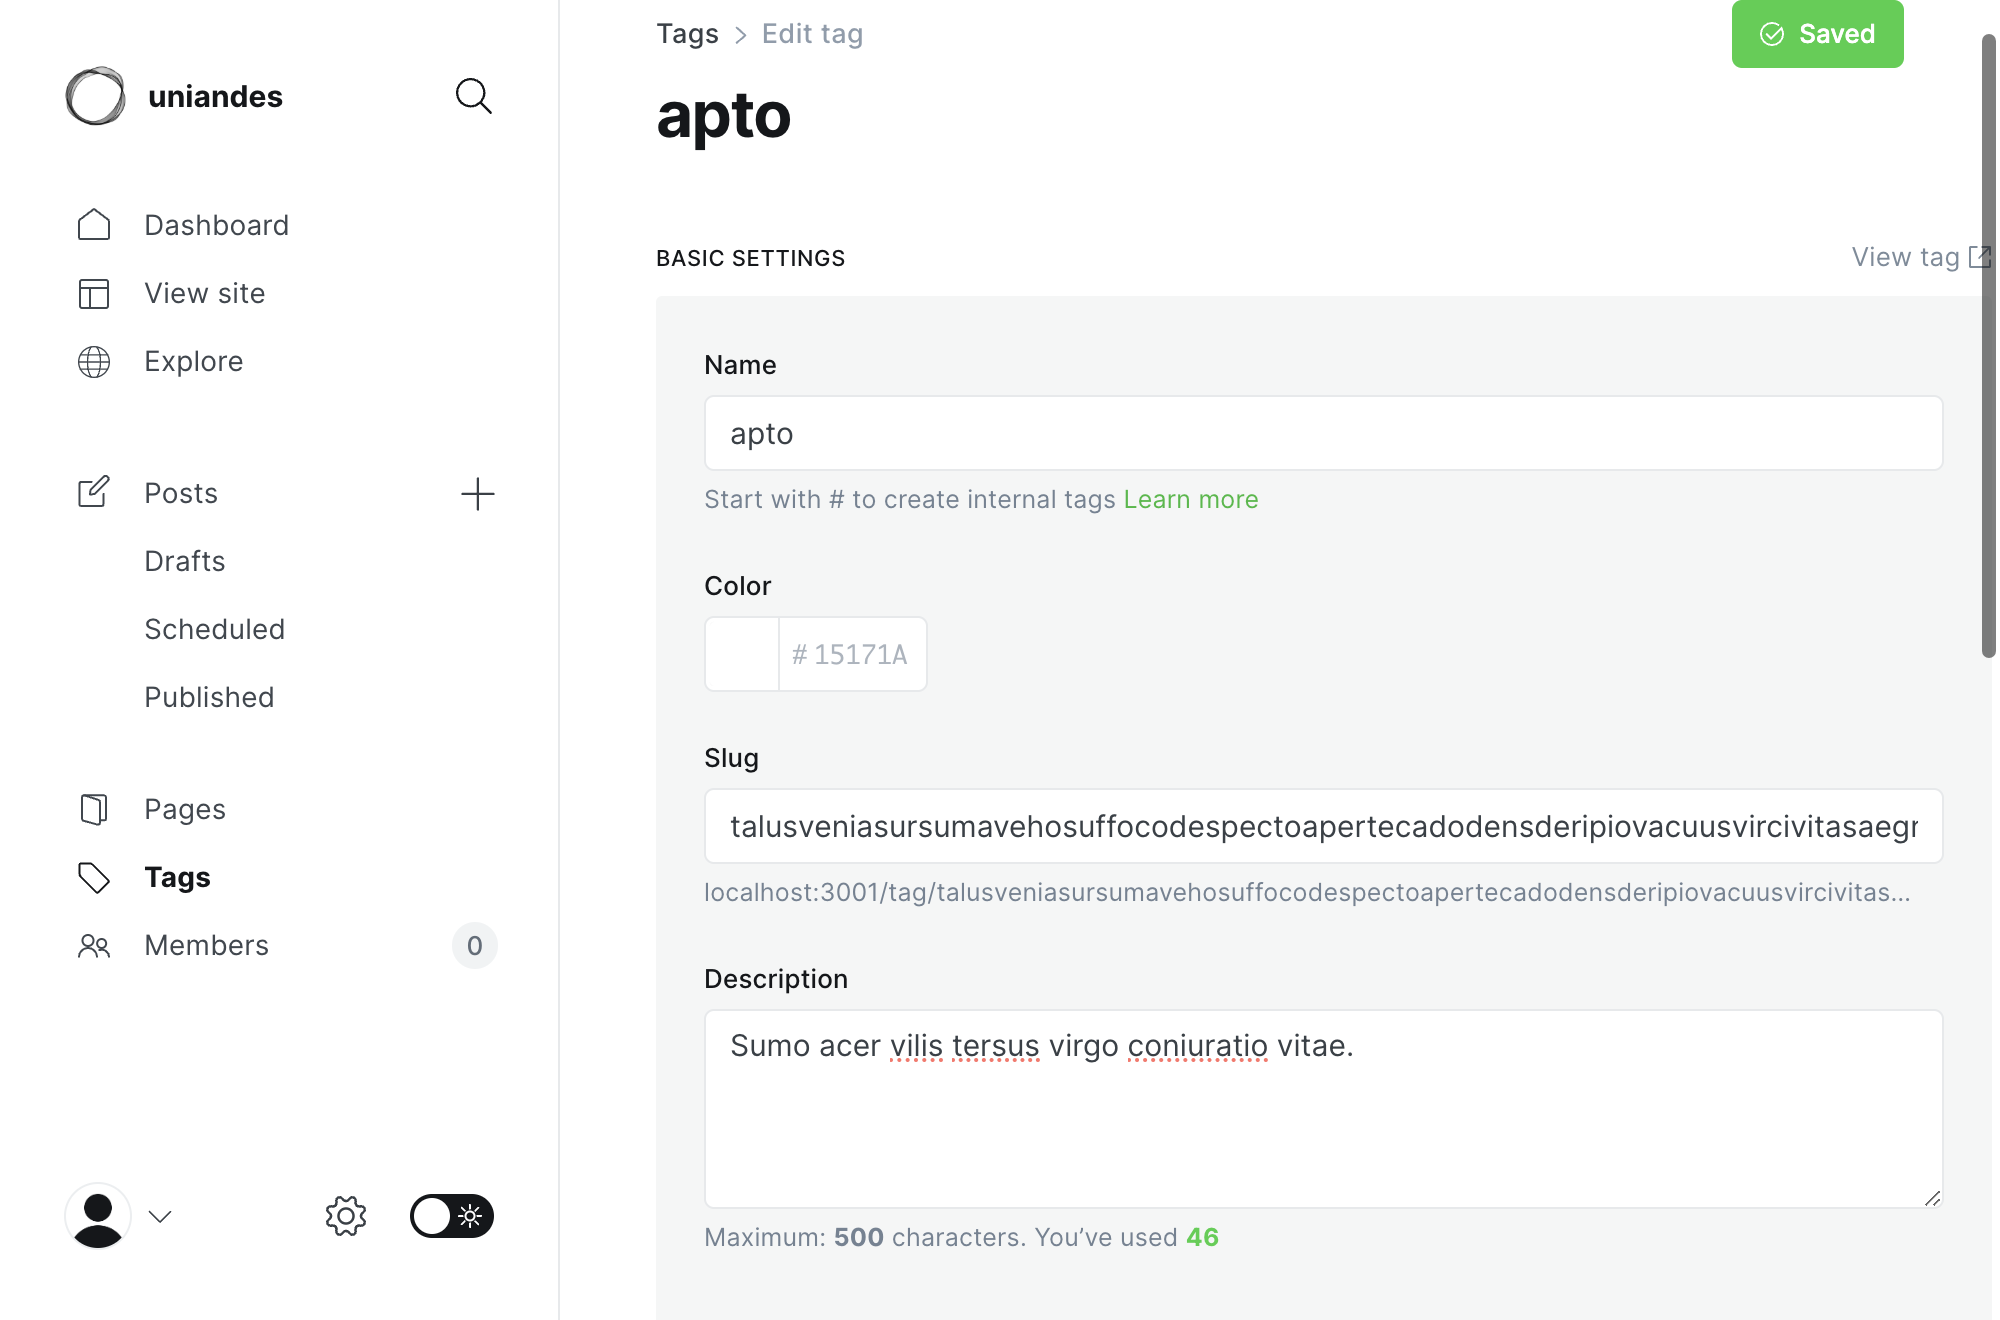 uniandes
Dashboard
View site
Explore
Posts
Drafts
Scheduled
Published
Pages
Tags
Members
0
Tags > Edit tag
Saved
apto
BASIC SETTINGS
View tag
Name
apto
Start with # to create internal tags Learn more
Color
# 15171A
Slug
talusveniasursumavehosuffocodespectoapertecadodensderipiovacuusvircivitasaegr
localhost:3001/tag/talusveniasursumavehosuffocodespectoapertecadodensderipiovacuusvircivitas...
Description
Sumo acer vilis tersus virgo coniuratio vitae.
Maximum: 500 characters. You’ve used 46